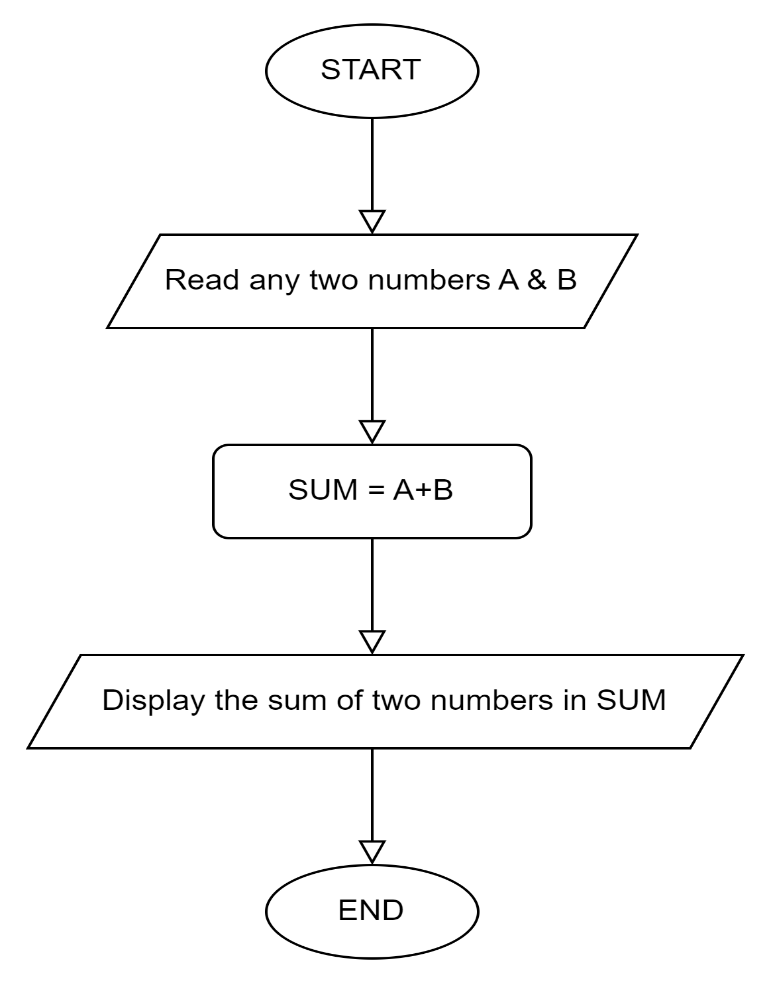 START
Read any two numbers A & B
SUM = A+B
Display the sum of two numbers in SUM
END